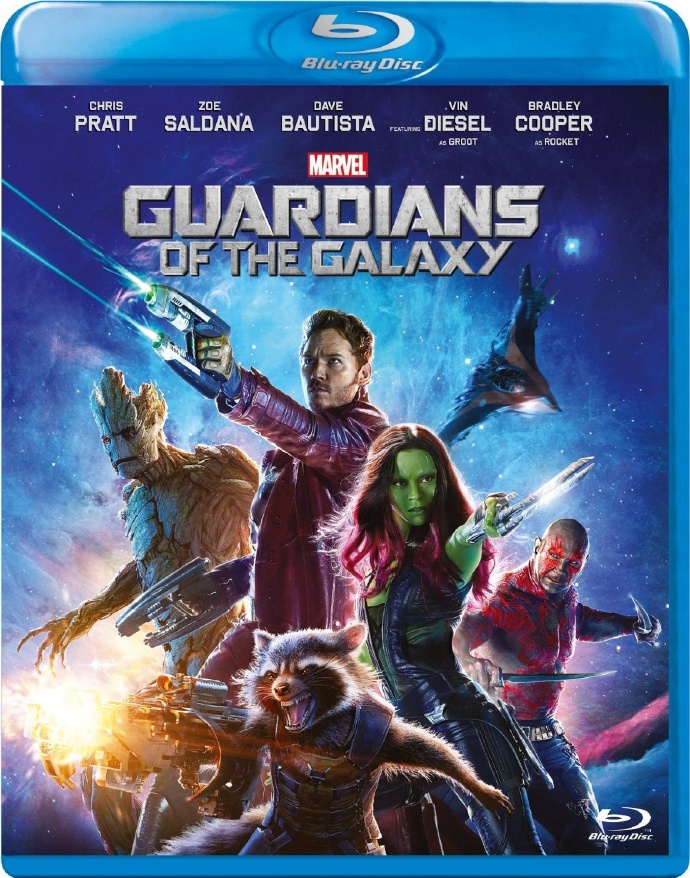 Blu-ray Disc
CHRIS PRATT
ZOE SALDANA
DAVE BAUTISTA
FEATURING VIN DIESEL AS GROOT
BRADLEY COOPER AS ROCKET
MARVEL
GUARDIANS
OF THE GALAXY
Blu-ray Disc™